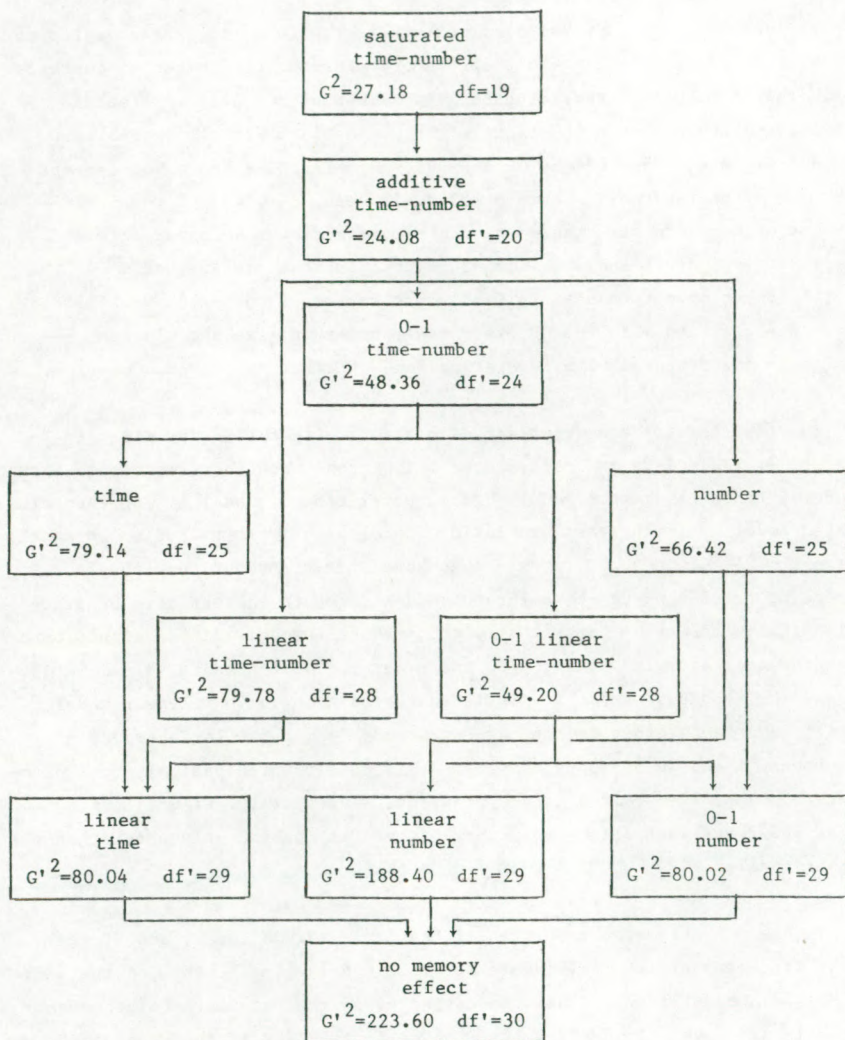 saturated
time-number
G²=27.18 df=19
additive
time-number
G'²=24.08 df'=20
0-1
time-number
G'²=48.36 df'=24
time
G'²=79.14 df'=25
number
G'²=66.42 df'=25
linear
time-number
G'²=79.78 df'=28
0-1 linear
time-number
G'²=49.20 df'=28
linear
time
G'²=80.04 df'=29
linear
number
G'²=188.40 df'=29
0-1
number
G'²=80.02 df'=29
no memory
effect
G'²=223.60 df'=30